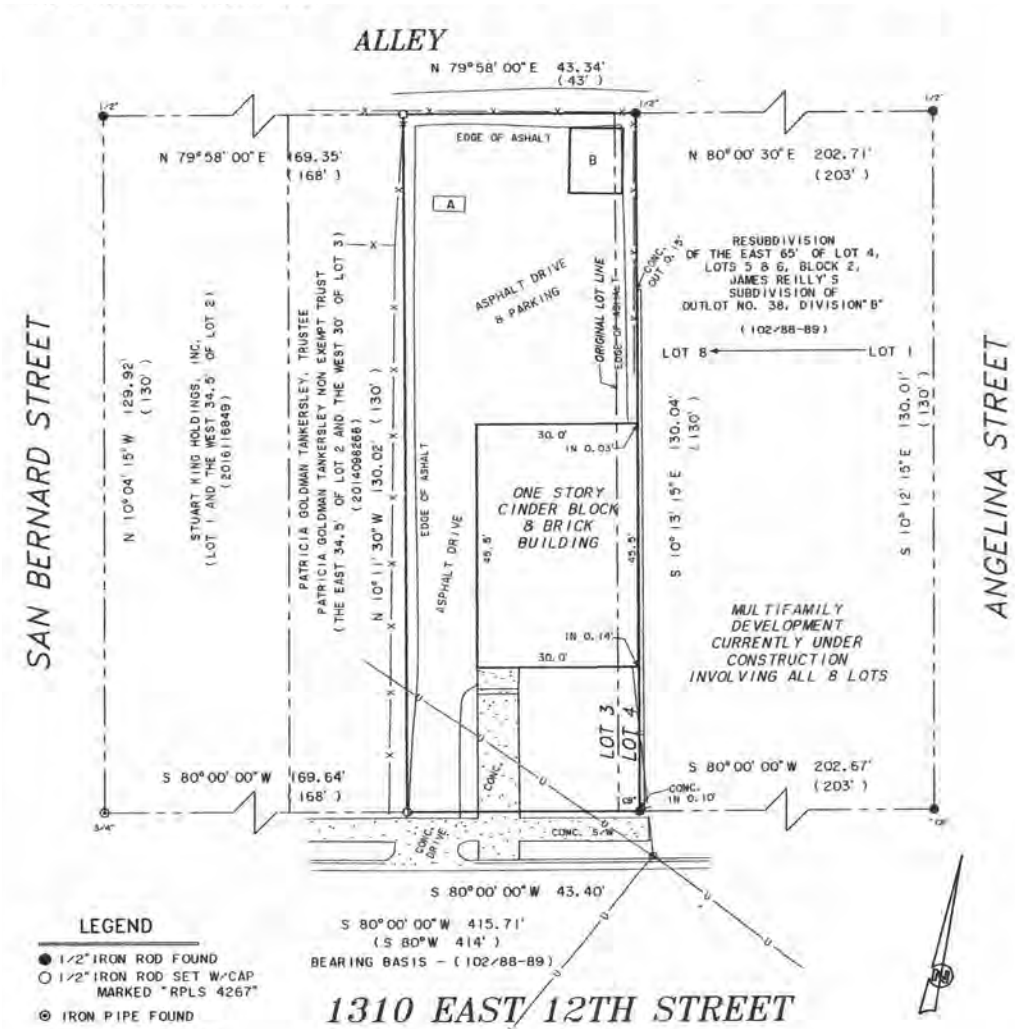 ALLEY
N 79°58'00"E 43.34'
(43')
1/2"
1/2"
1/2"
EDGE OF ASHALT
B
A
N 79°58'00"E 169.35'
(168')
N 80°00'30"E 202.71'
(203')
CONC.
OUT 0.15'
RESUBDIVISION
OF THE EAST 65' OF LOT 4,
LOTS 5 & 6, BLOCK 2,
JAMES REILLY'S
SUBDIVISION OF
OUTLOT NO. 38, DIVISION"B"
(102/88-89)
LOT 8
LOT 1
ASPHALT DRIVE
& PARKING
ORIGINAL LOT LINE
EDGE OF ASHALT
SAN BERNARD STREET
N 10°04'15"W 129.92'
(130')
STUART KING HOLDINGS, INC.
(LOT 1 AND THE WEST 34.5' OF LOT 2)
(2016116849)
PATRICIA GOLDMAN TANKERSLEY, TRUSTEE
PATRICIA GOLDMAN TANKERSLEY NON EXEMPT TRUST
(THE EAST 34.5' OF LOT 2 AND THE WEST 30' OF LOT 3)
(2014098268)
N 10°11'30"W 130.02' (130')
EDGE OF ASHALT
ASPHALT DRIVE
30.0'
IN 0.03'
ONE STORY
CINDER BLOCK
& BRICK
BUILDING
45.5'
45.5'
IN 0.14'
30.0'
S 10°13'15"E 130.04'
(130')
S 10°12'15"E 130.01'
(130')
ANGELINA STREET
MULTIFAMILY
DEVELOPMENT
CURRENTLY UNDER
CONSTRUCTION
INVOLVING ALL 8 LOTS
LOT 3
LOT 4
S 80°00'00"W 169.64'
168')
S 80°00'00"W 202.67'
(203')
CONC.
CONC.
IN 0.10'
3/4"
CONC.
DRIVE
CONC. S/W
S 80°00'00"W 43.40'
S 80°00'00"W 415.71'
(S 80°W 414')
BEARING BASIS - (102/88-89)
LEGEND
1/2"IRON ROD FOUND
1/2"IRON ROD SET W/CAP
MARKED "RPLS 4267"
IRON PIPE FOUND
1310 EAST 12TH STREET
N